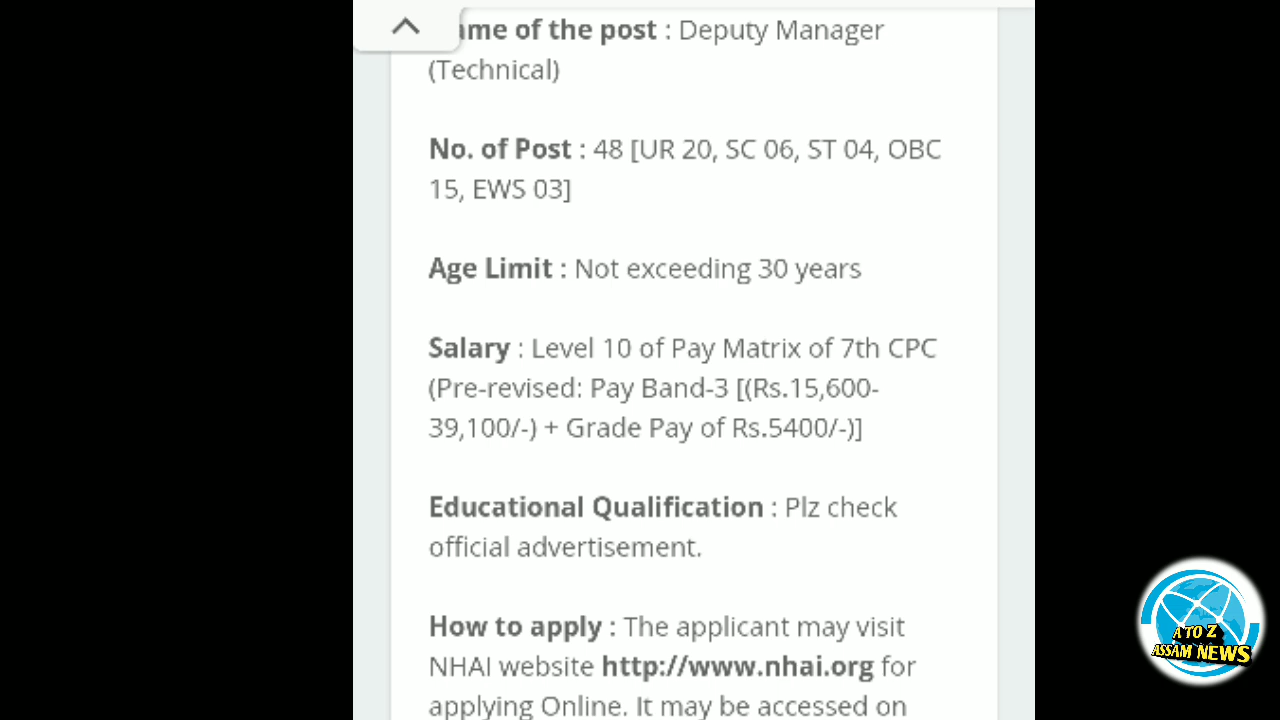 ame of the post : Deputy Manager
(Technical)
No. of Post : 48 [UR 20, SC 06, ST 04, OBC
15, EWS 03]
Age Limit : Not exceeding 30 years
Salary : Level 10 of Pay Matrix of 7th CPC
(Pre-revised: Pay Band-3 [(Rs.15,600-
39,100/-) + Grade Pay of Rs.5400/-)]
Educational Qualification : Plz check
official advertisement.
How to apply : The applicant may visit
NHAI website http://www.nhai.org for
applying Online. It may be accessed on
A TO Z
ASSAM NEWS